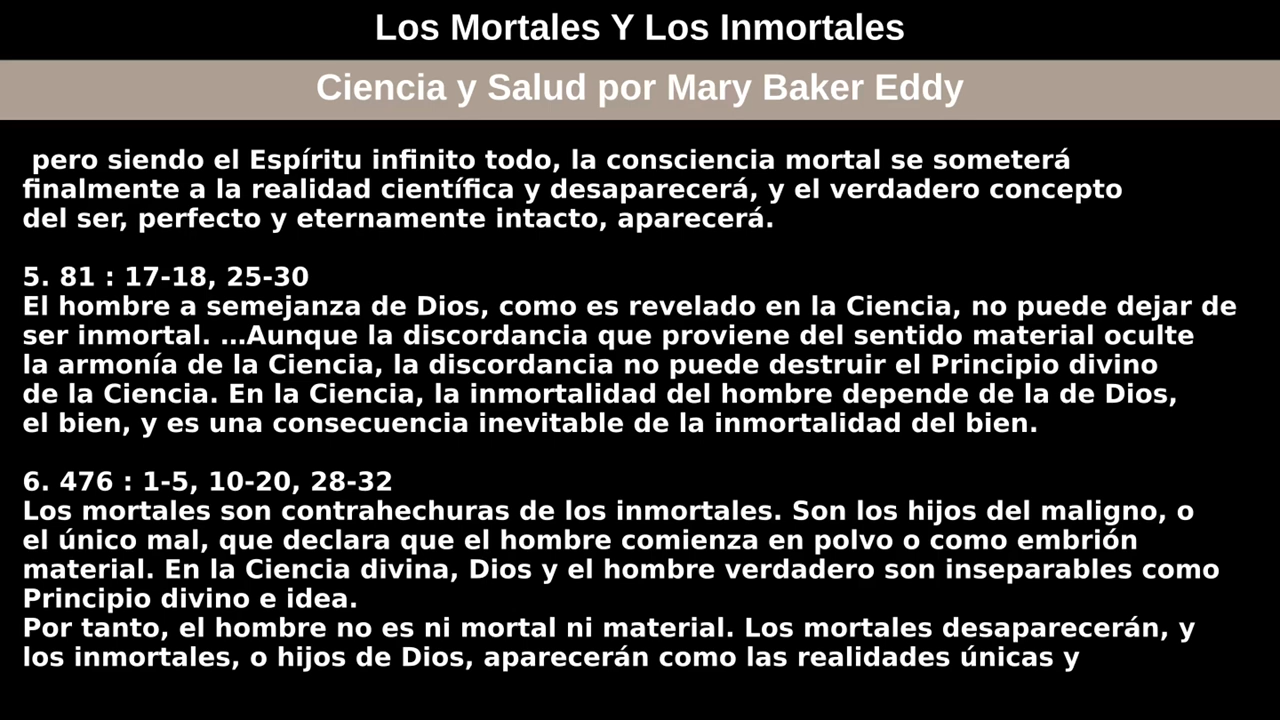 Los Mortales Y Los Inmortales
Ciencia y Salud por Mary Baker Eddy
pero siendo el Espíritu infinito todo, la consciencia mortal se someterá
finalmente a la realidad científica y desaparecerá, y el verdadero concepto
del ser, perfecto y eternamente intacto, aparecerá.
5. 81 : 17-18, 25-30
El hombre a semejanza de Dios, como es revelado en la Ciencia, no puede dejar de
ser inmortal. …Aunque la discordancia que proviene del sentido material oculte
la armonía de la Ciencia, la discordancia no puede destruir el Principio divino
de la Ciencia. En la Ciencia, la inmortalidad del hombre depende de la de Dios,
el bien, y es una consecuencia inevitable de la inmortalidad del bien.
6. 476 : 1-5, 10-20, 28-32
Los mortales son contrahechuras de los inmortales. Son los hijos del maligno, o
el único mal, que declara que el hombre comienza en polvo o como embrión
material. En la Ciencia divina, Dios y el hombre verdadero son inseparables como
Principio divino e idea.
Por tanto, el hombre no es ni mortal ni material. Los mortales desaparecerán, y
los inmortales, o hijos de Dios, aparecerán como las realidades únicas y